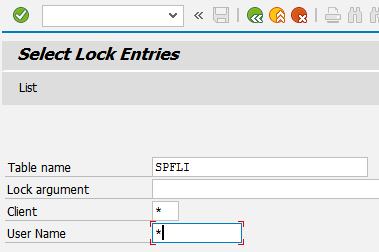 Select Lock Entries
List
Table name SPFLI
Lock argument
Client *
User Name *